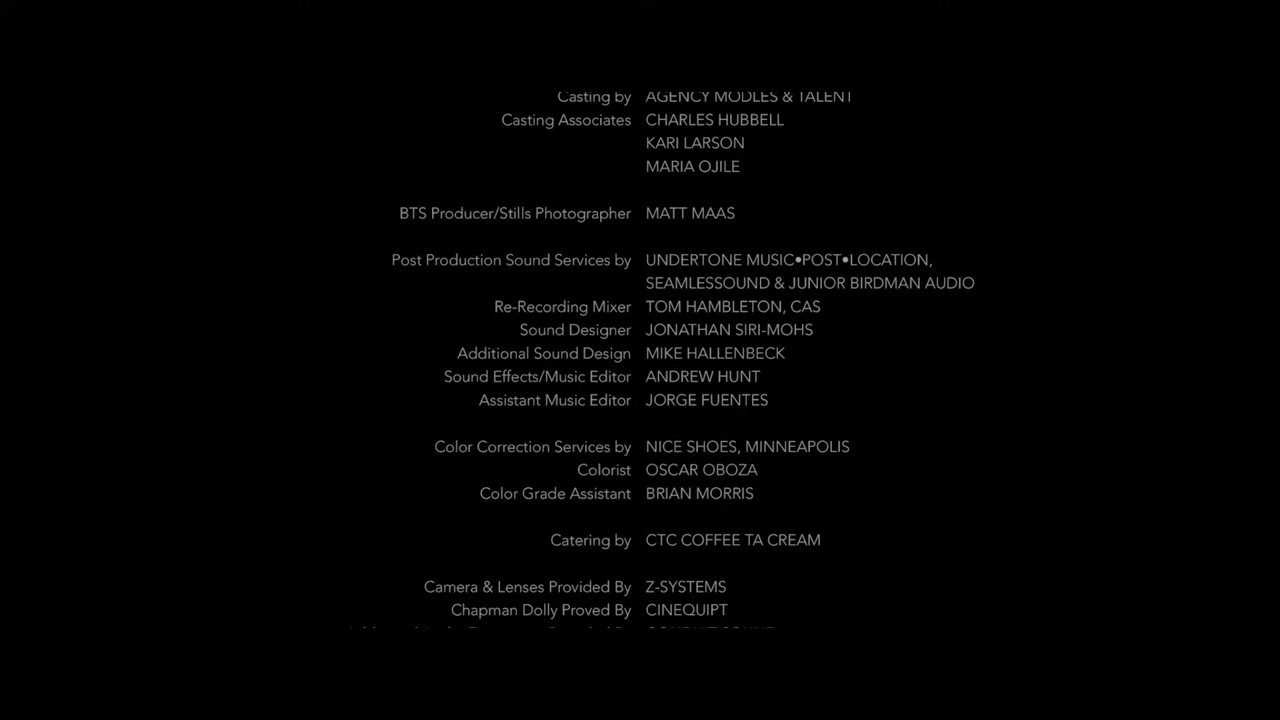 Casting by AGENCY MODLES & TALENT
Casting Associates CHARLES HUBBELL
KARI LARSON
MARIA OJILE
BTS Producer/Stills Photographer MATT MAAS
Post Production Sound Services by UNDERTONE MUSIC•POST•LOCATION,
SEAMLESSOUND & JUNIOR BIRDMAN AUDIO
Re-Recording Mixer TOM HAMBLETON, CAS
Sound Designer JONATHAN SIRI-MOHS
Additional Sound Design MIKE HALLENBECK
Sound Effects/Music Editor ANDREW HUNT
Assistant Music Editor JORGE FUENTES
Color Correction Services by NICE SHOES, MINNEAPOLIS
Colorist OSCAR OBOZA
Color Grade Assistant BRIAN MORRIS
Catering by CTC COFFEE TA CREAM
Camera & Lenses Provided By Z-SYSTEMS
Chapman Dolly Proved By CINEQUIPT